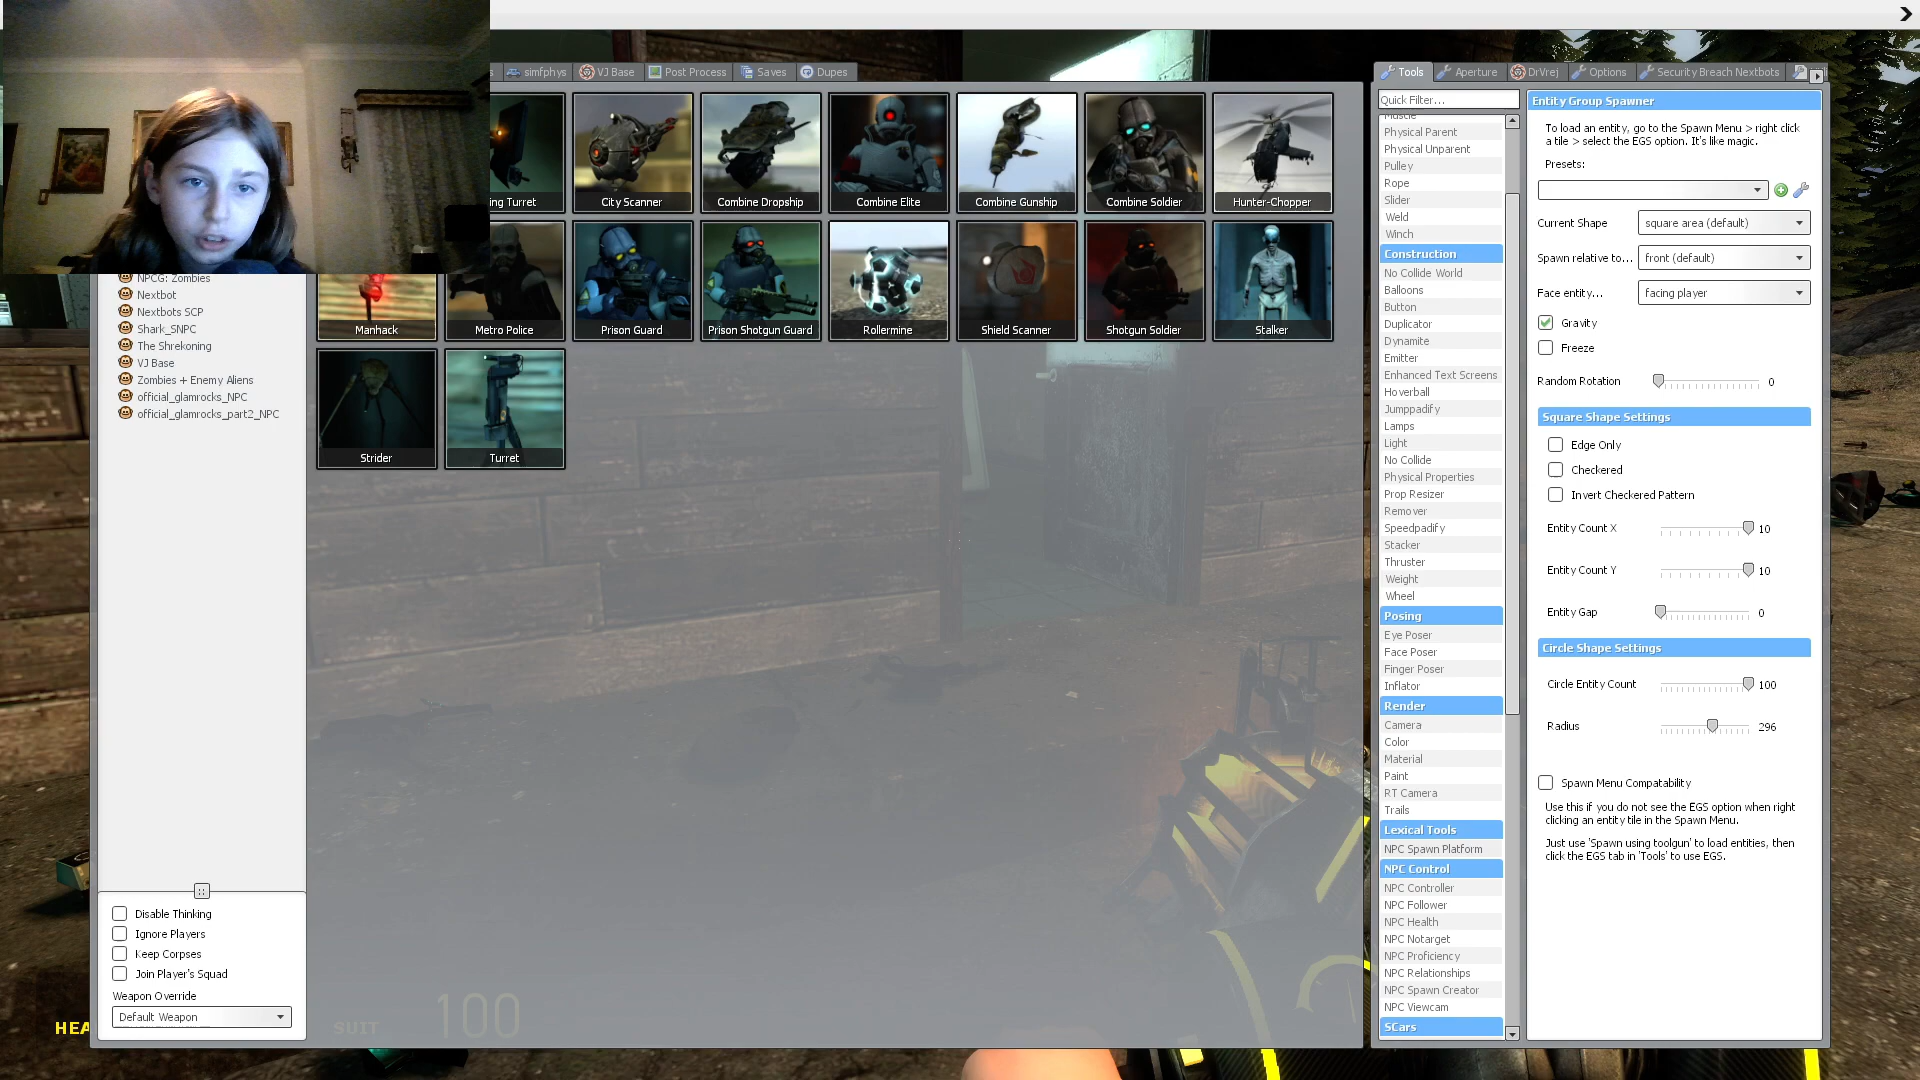 simfphys VJ Base Post Process Saves Dupes
Tools Aperture DrVrej Options Security Breach Nextbots
City Scanner Combine Dropship Combine Elite Combine Gunship Combine Soldier Hunter-Chopper
ing Turret
Manhack Metro Police Prison Guard Prison Shotgun Guard Rollermine Shield Scanner Shotgun Soldier Stalker
Strider Turret
NPCG: Zombies
Nextbot
Nextbots SCP
Shark_SNPC
The Shrekoning
VJ Base
Zombies + Enemy Aliens
official_glamrocks_NPC
official_glamrocks_part2_NPC
Disable Thinking
Ignore Players
Keep Corpses
Join Player's Squad
Weapon Override
Default Weapon
HEA
SUIT 100
Quick Filter...
Muscle
Physical Parent
Physical Unparent
Pulley
Rope
Slider
Weld
Winch
Construction
No Collide World
Balloons
Button
Duplicator
Dynamite
Emitter
Enhanced Text Screens
Hoverball
Jumppadify
Lamps
Light
No Collide
Physical Properties
Prop Resizer
Remover
Speedpadify
Stacker
Thruster
Weight
Wheel
Posing
Eye Poser
Face Poser
Finger Poser
Inflator
Render
Camera
Color
Material
Paint
RT Camera
Trails
Lexical Tools
NPC Spawn Platform
NPC Control
NPC Controller
NPC Follower
NPC Health
NPC Notarget
NPC Proficiency
NPC Relationships
NPC Spawn Creator
NPC Viewcam
SCars
Entity Group Spawner
To load an entity, go to the Spawn Menu > right click
a tile > select the EGS option. It's like magic.
Presets:
Current Shape square area (default)
Spawn relative to... front (default)
Face entity... facing player
Gravity
Freeze
Random Rotation 0
Square Shape Settings
Edge Only
Checkered
Invert Checkered Pattern
Entity Count X 10
Entity Count Y 10
Entity Gap 0
Circle Shape Settings
Circle Entity Count 100
Radius 296
Spawn Menu Compatability
Use this if you do not see the EGS option when right
clicking an entity tile in the Spawn Menu.
Just use 'Spawn using toolgun' to load entities, then
click the EGS tab in 'Tools' to use EGS.